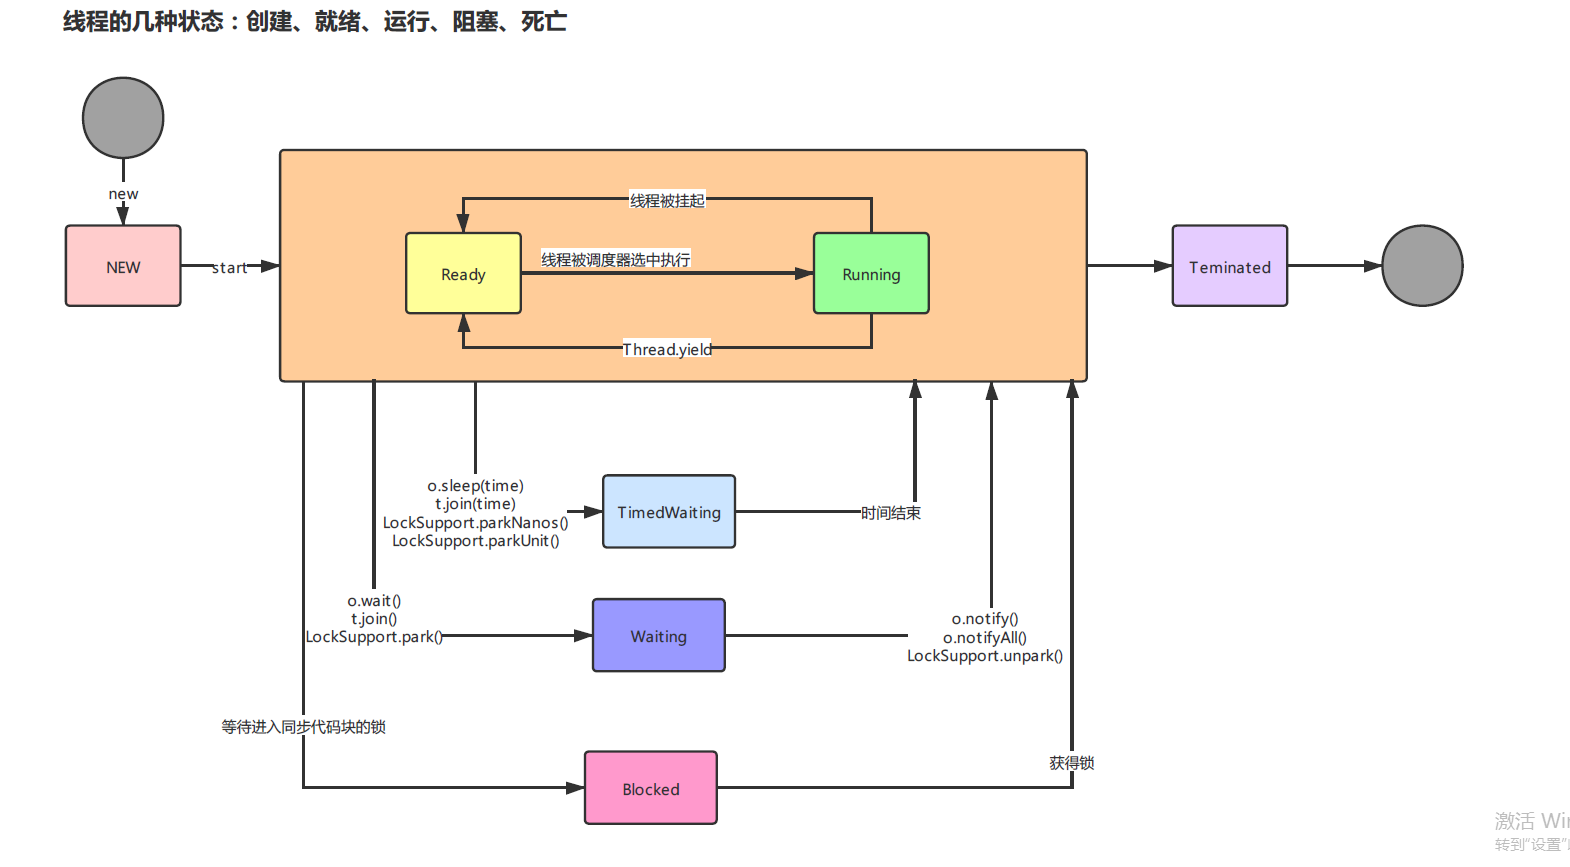 线程的几种状态：创建、就绪、运行、阻塞、死亡
new
NEW
start
线程被挂起
Ready
线程被调度器选中执行
Running
Thread.yield
Teminated
o.sleep(time)
t.join(time)
LockSupport.parkNanos()
LockSupport.parkUnit()
TimedWaiting
时间结束
o.wait()
t.join()
LockSupport.park()
Waiting
o.notify()
o.notifyAll()
LockSupport.unpark()
等待进入同步代码块的锁
Blocked
获得锁
激活 Win
转到"设置"